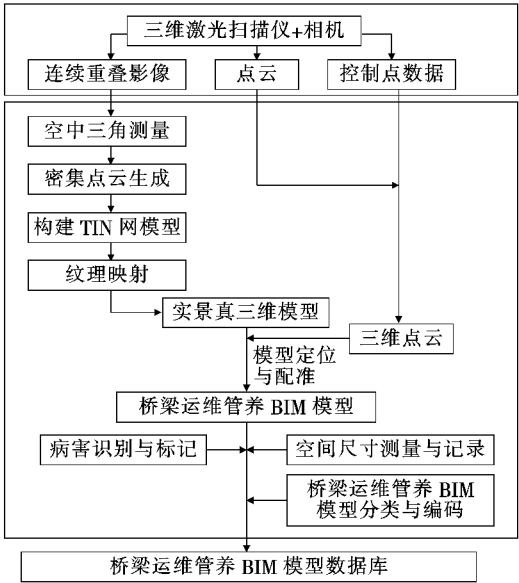 三维激光扫描仪+相机
连续重叠影像
点云
控制点数据
空中三角测量
密集点云生成
构建 TIN 网模型
纹理映射
实景真三维模型
三维点云
模型定位
与配准
桥梁运维管养 BIM 模型
病害识别与标记
空间尺寸测量与记录
桥梁运维管养 BIM
模型分类与编码
桥梁运维管养 BIM 模型数据库